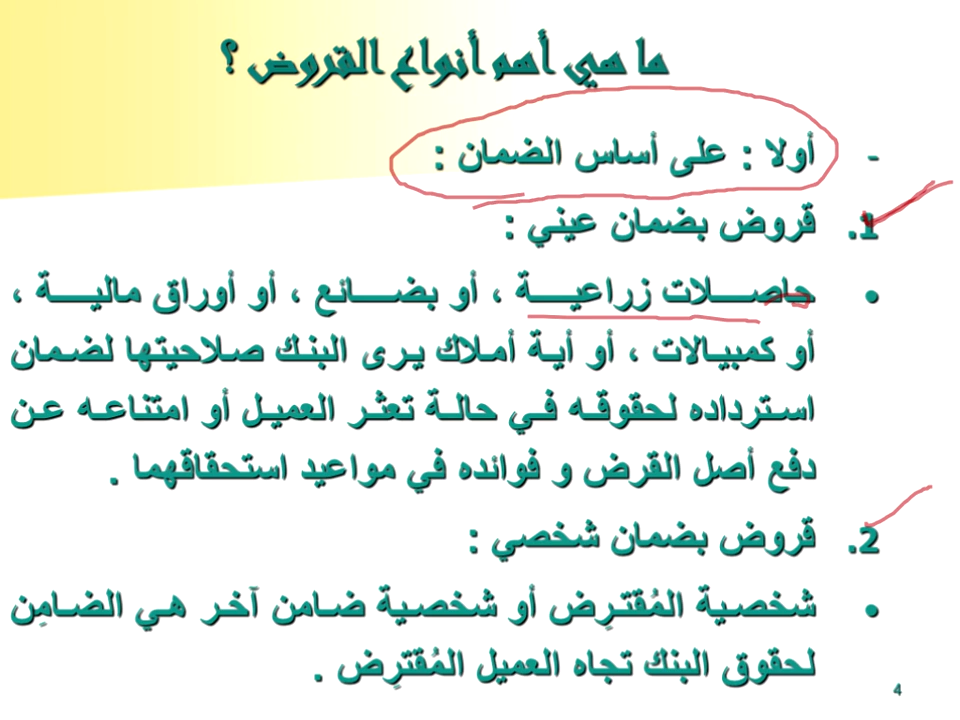 ما هي أهم أنواع القروض ؟
- أولا : على أساس الضمان :
1. قروض بضمان عيني :
• حاصلات زراعية ، أو بضائع ، أو أوراق مالية ،
أو كمبيالات ، أو أية أملاك يرى البنك صلاحيتها لضمان
استرداده لحقوقه في حالة تعثر العميل أو امتناعه عن
دفع أصل القرض و فوائده في مواعيد استحقاقهما .
2. قروض بضمان شخصي :
• شخصية المُقترِض أو شخصية ضامن آخر هي الضامِن
لحقوق البنك تجاه العميل المُقترِض .
4